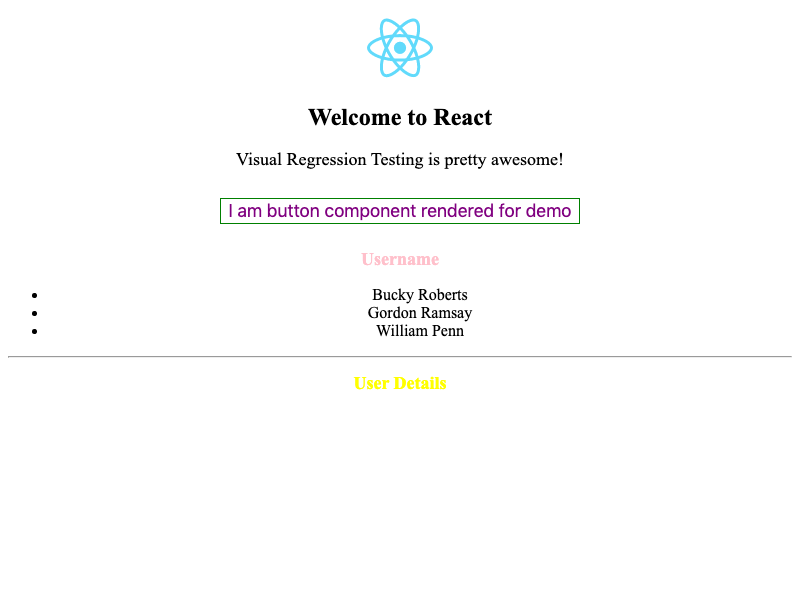 Welcome to React
Visual Regression Testing is pretty awesome!
I am button component rendered for demo
Username
Bucky Roberts
Gordon Ramsay
William Penn
User Details